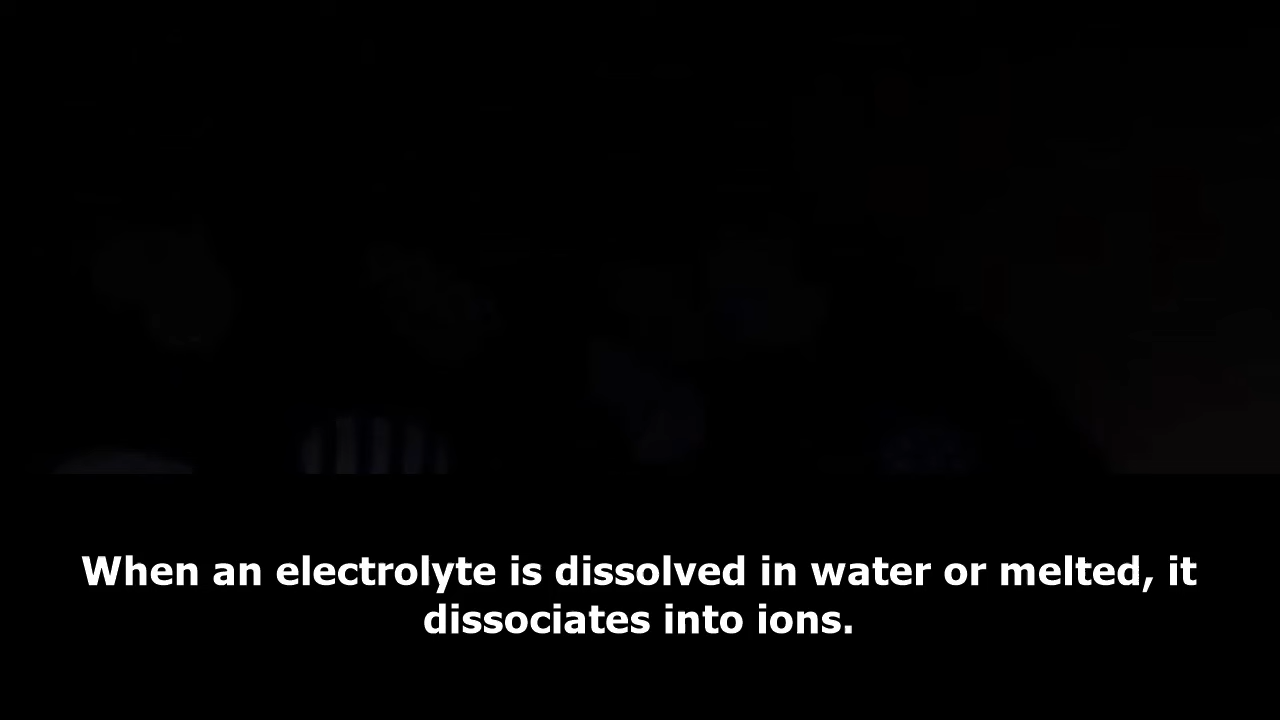 When an electrolyte is dissolved in water or melted, it
dissociates into ions.